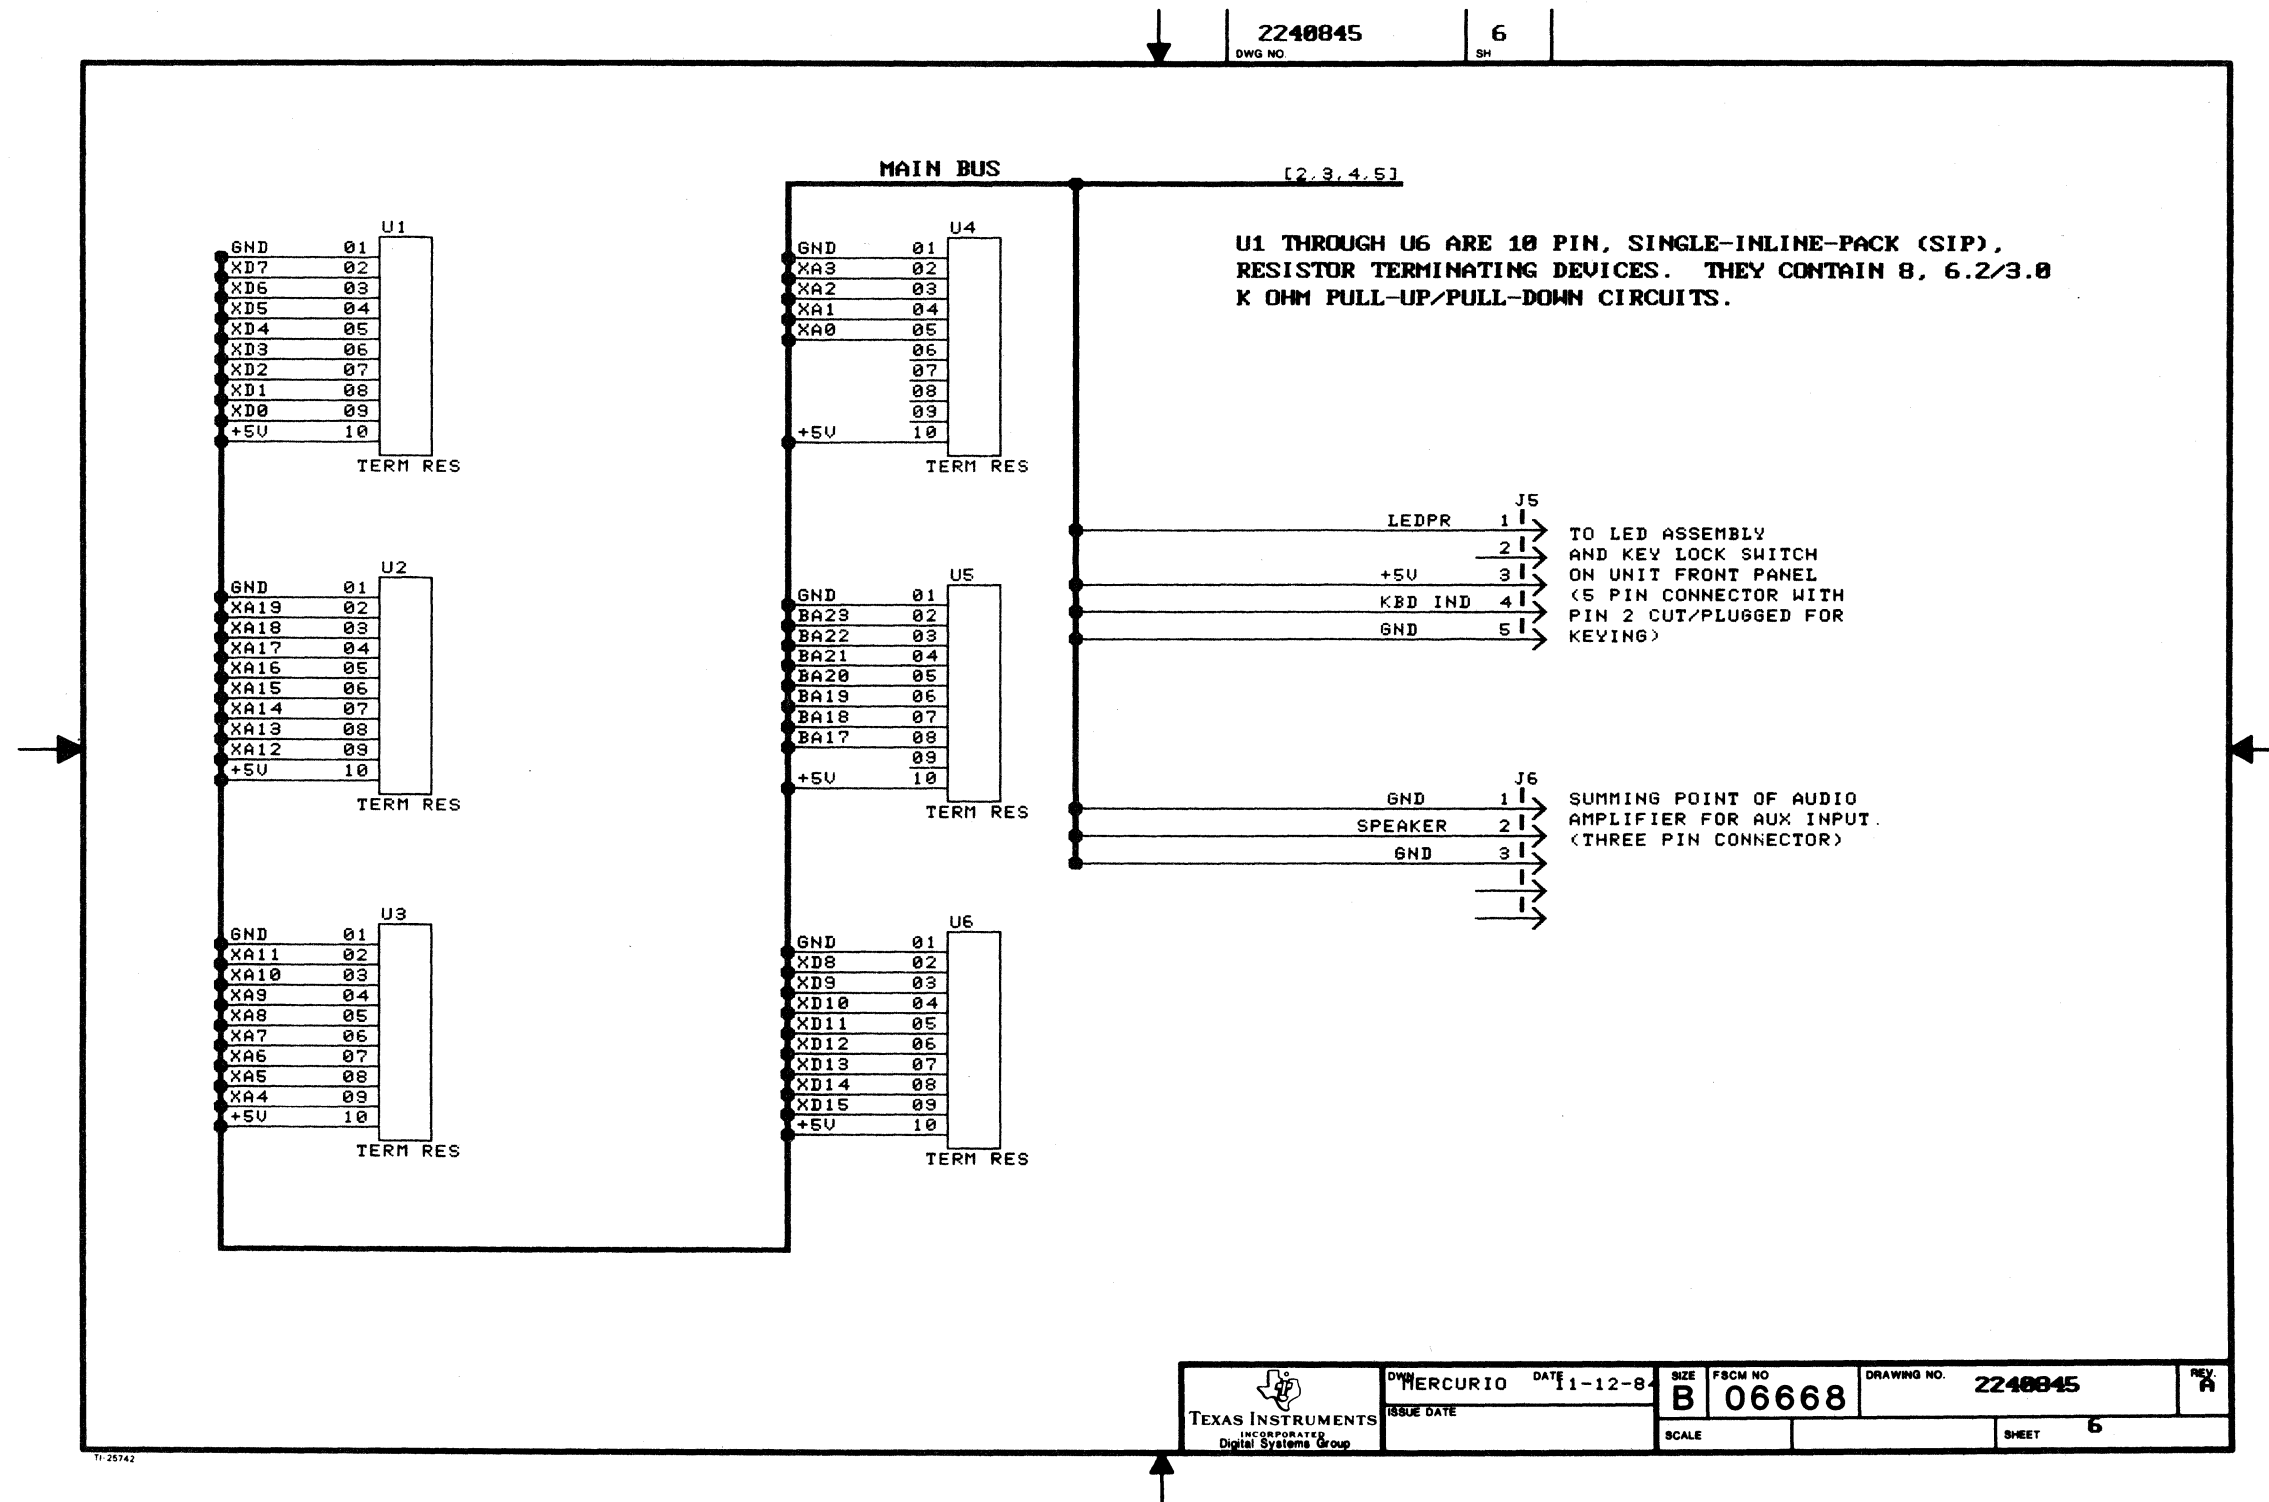 2240845 6
DWG NO. SH
MAIN BUS [2,3,4,5]
U1
GND 01
XD7 02
XD6 03
XD5 04
XD4 05
XD3 06
XD2 07
XD1 08
XD0 09
+5V 10
TERM RES
U2
GND 01
XA19 02
XA18 03
XA17 04
XA16 05
XA15 06
XA14 07
XA13 08
XA12 09
+5V 10
TERM RES
U3
GND 01
XA11 02
XA10 03
XA9 04
XA8 05
XA7 06
XA6 07
XA5 08
XA4 09
+5V 10
TERM RES
U4
GND 01
XA3 02
XA2 03
XA1 04
XA0 05
06
07
08
09
+5V 10
TERM RES
U5
GND 01
BA23 02
BA22 03
BA21 04
BA20 05
BA19 06
BA18 07
BA17 08
09
+5V 10
TERM RES
U6
GND 01
XD8 02
XD9 03
XD10 04
XD11 05
XD12 06
XD13 07
XD14 08
XD15 09
+5V 10
TERM RES
U1 THROUGH U6 ARE 10 PIN, SINGLE-INLINE-PACK (SIP),
RESISTOR TERMINATING DEVICES. THEY CONTAIN 8, 6.2/3.0
K OHM PULL-UP/PULL-DOWN CIRCUITS.
J5
LEDPR 1
2
+5V 3
KBD IND 4
GND 5
TO LED ASSEMBLY
AND KEY LOCK SWITCH
ON UNIT FRONT PANEL
(5 PIN CONNECTOR WITH
PIN 2 CUT/PLUGGED FOR
KEYING)
J6
GND 1
SPEAKER 2
GND 3
SUMMING POINT OF AUDIO
AMPLIFIER FOR AUX INPUT.
(THREE PIN CONNECTOR)
TEXAS INSTRUMENTS
INCORPORATED
Digital Systems Group
DWN MERCURIO DATE 11-12-84
ISSUE DATE
SIZE B
FSCM NO 06668
DRAWING NO. 2240845
REV. A
SCALE
SHEET 6
TI-25742